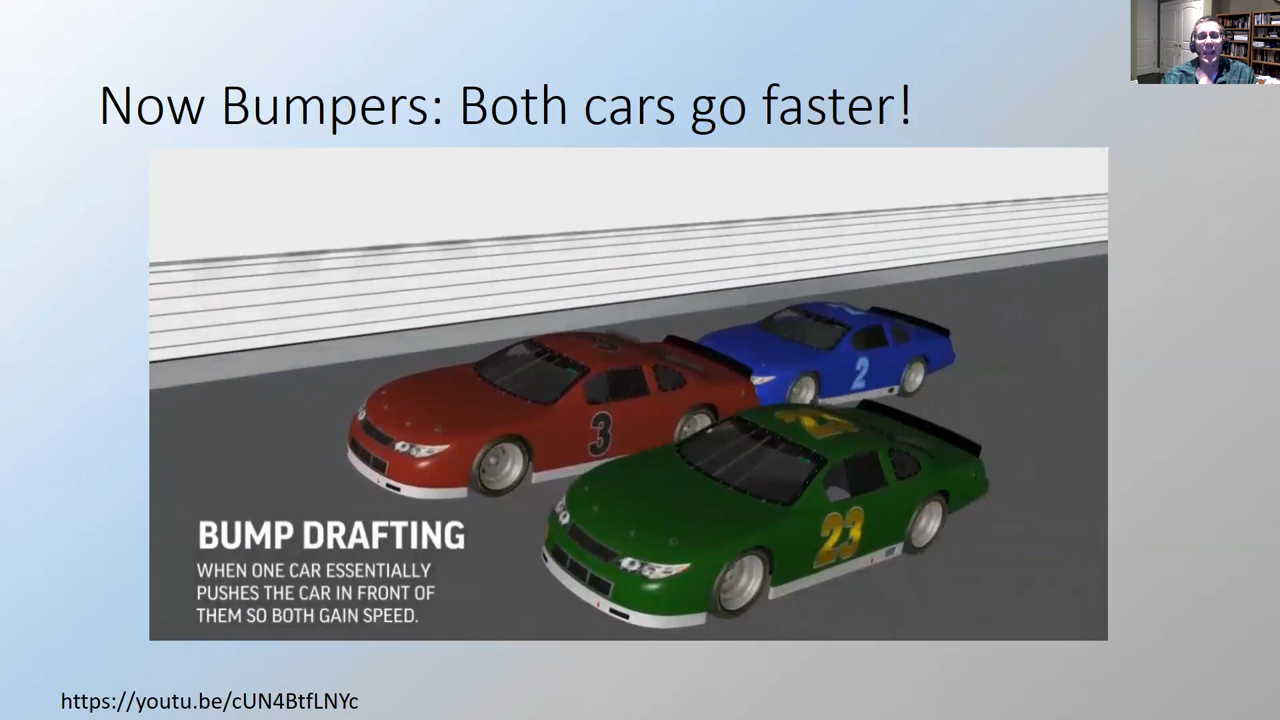 Now Bumpers: Both cars go faster!
2
3
23
BUMP DRAFTING
WHEN ONE CAR ESSENTIALLY
PUSHES THE CAR IN FRONT OF
THEM SO BOTH GAIN SPEED.
https://youtu.be/cUN4BtfLNYc